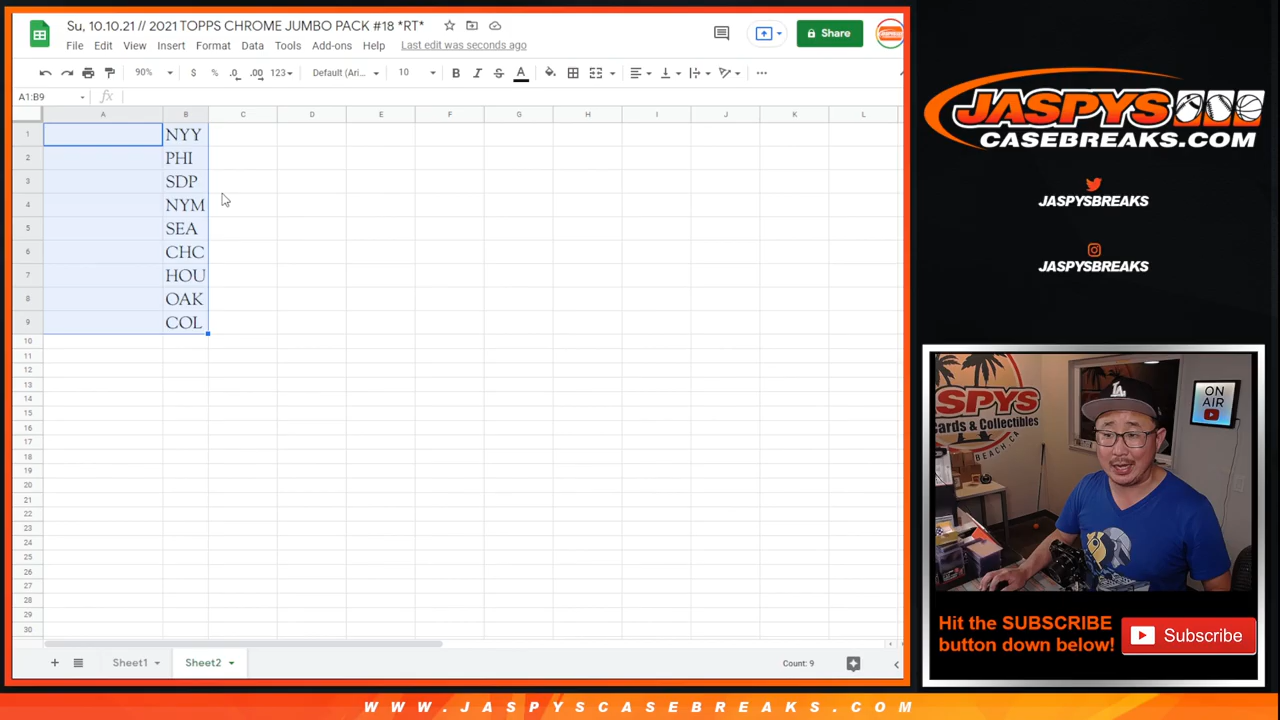 Su, 10.10.21 // 2021 TOPPS CHROME JUMBO PACK #18 *RT*
File Edit Insert Format Data Tools Add-ons Help Last edit was seconds ago
Share
90% $ % .0 .00 123 Default (Ari... 10 B I S A
A1:B9 fx
A B C D E F G H I J K L
1 NYY
2 PHI
3 SDP
4 NYM
5 SEA
6 CHC
7 HOU
8 OAK
9 COL
10
11
12
13
14
15
16
17
18
19
20
21
22
23
24
25
26
27
28
29
30
Sheet1 Sheet2 Count: 9
JASPYS
CASEBREAKS.COM
JASPYSBREAKS
JASPYSBREAKS
ASPYS
Cards & Collectibles
BEACH, CA
LA
ON
AIR
Hit the SUBSCRIBE
button down below!
Subscribe
WWW.JASPYSCASEBREAKS.COM